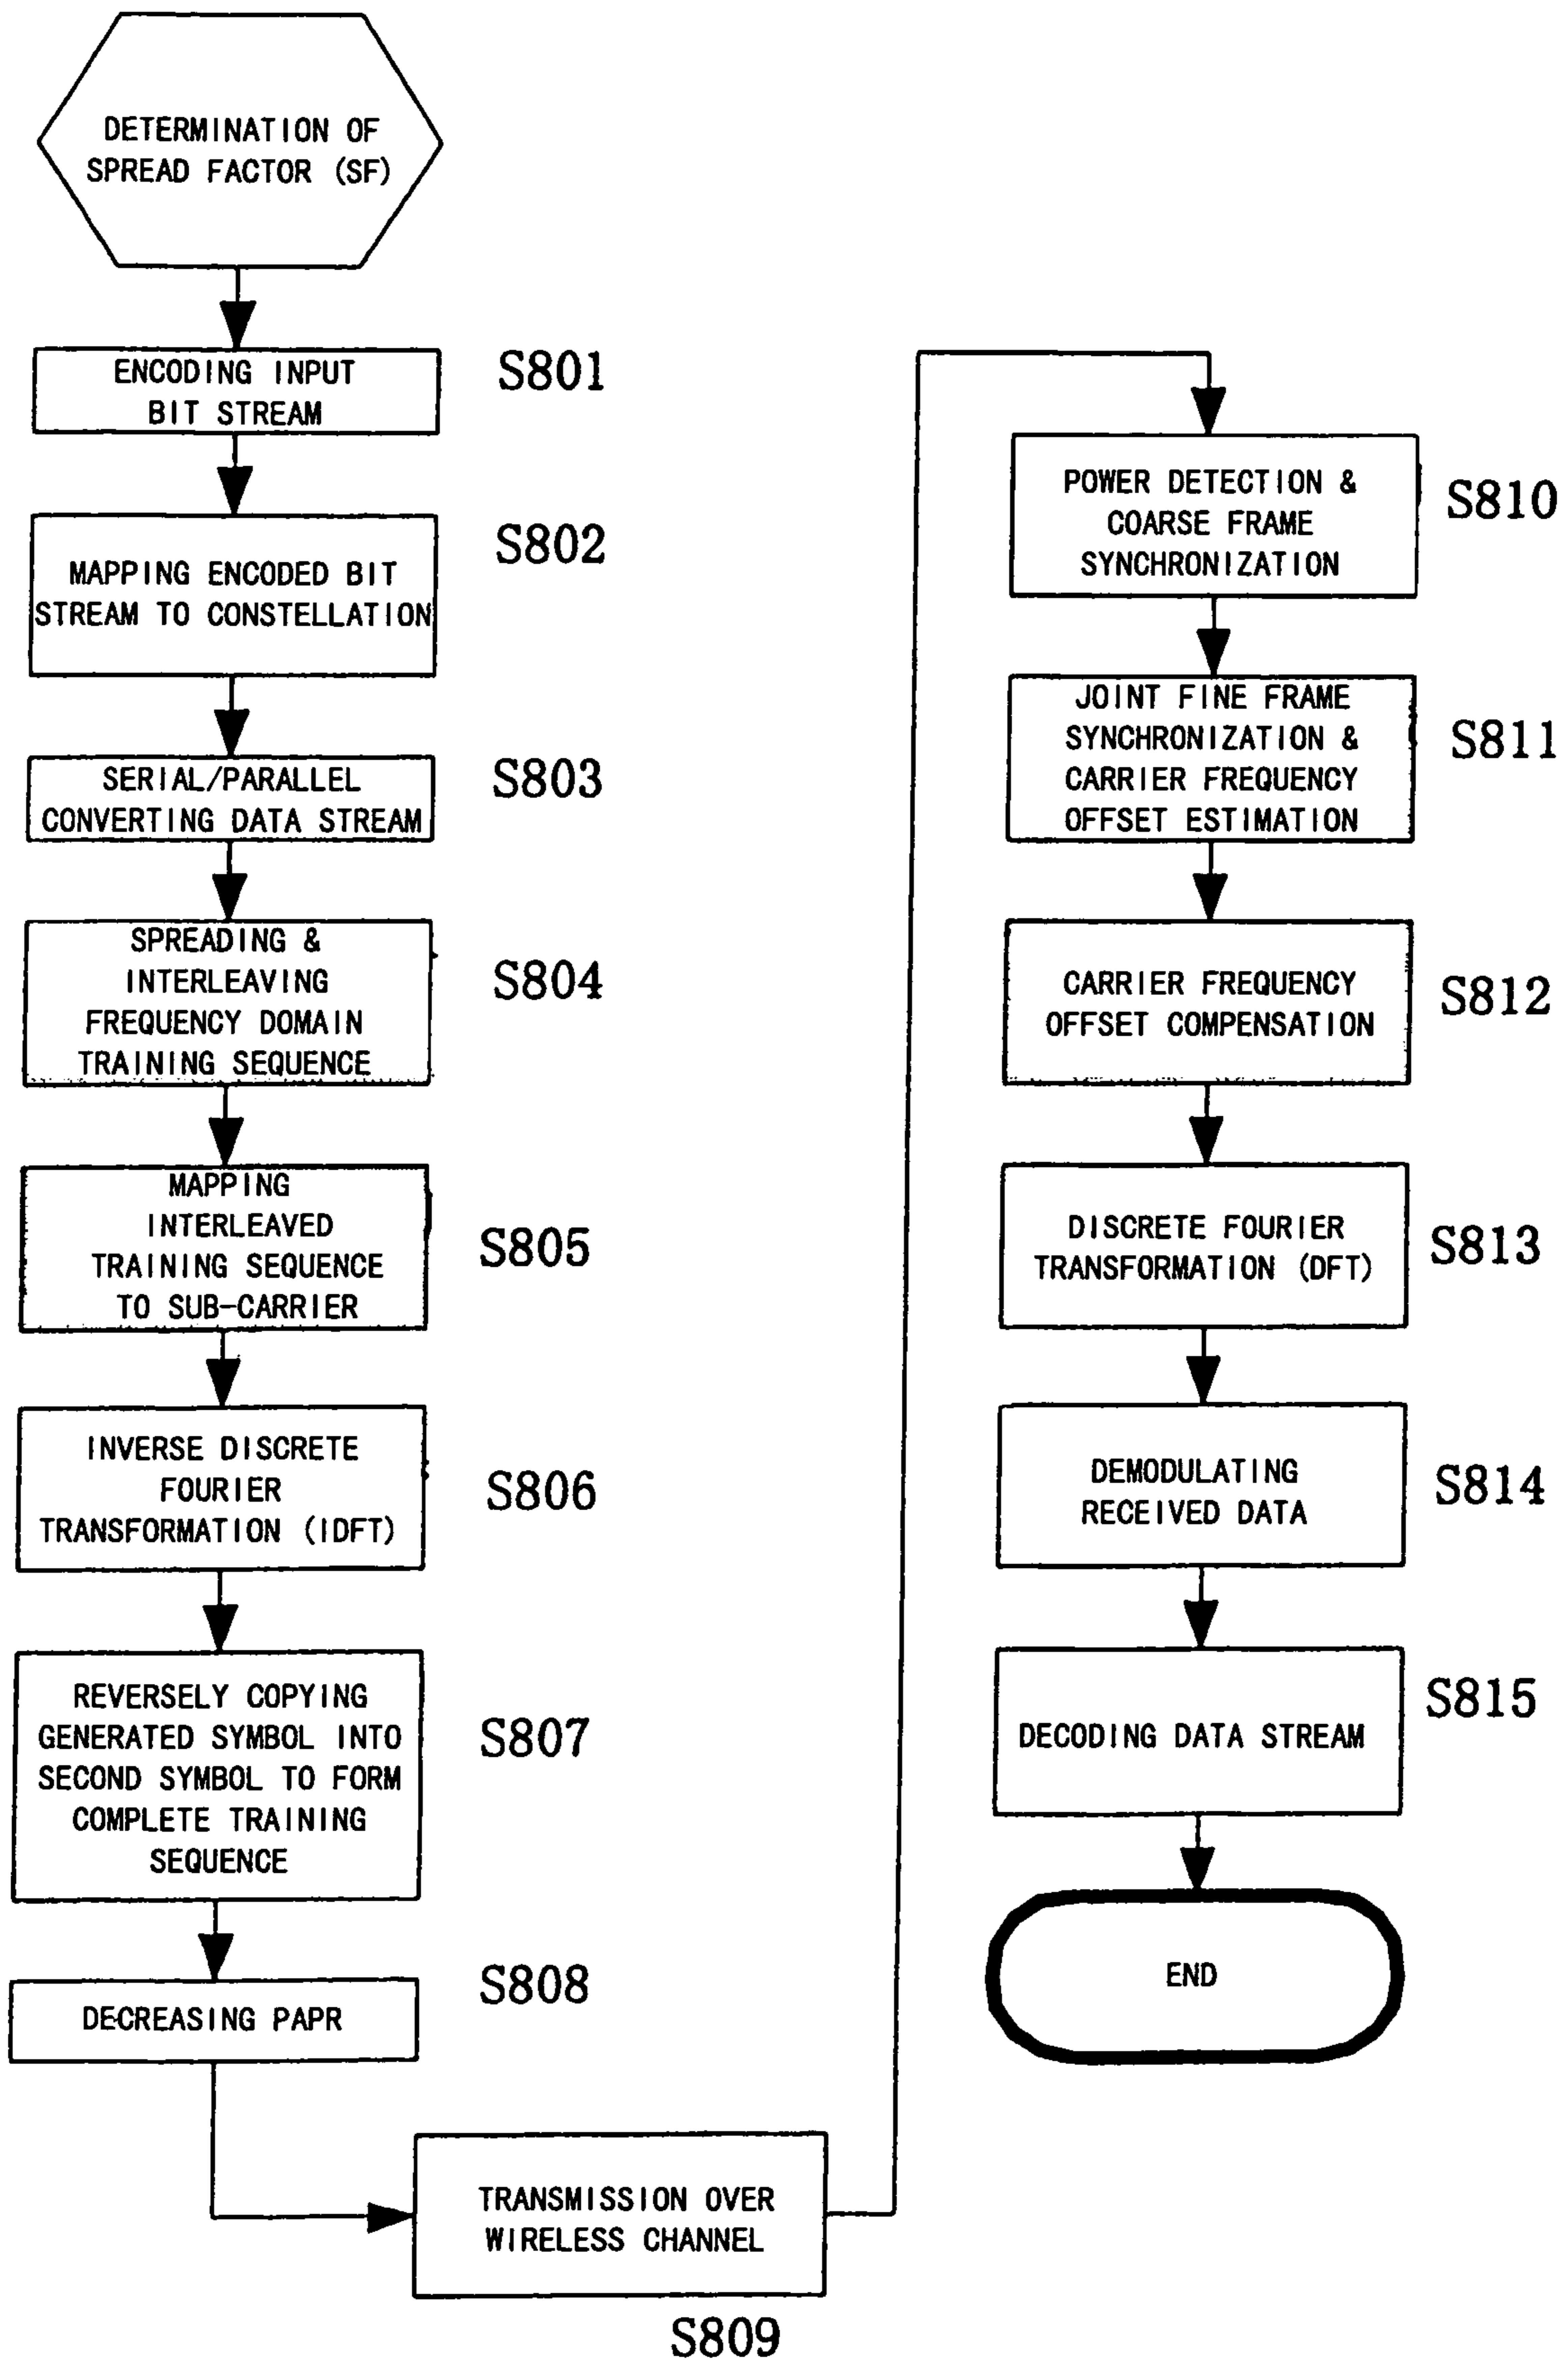 DETERMINATION OF
SPREAD FACTOR (SF)
ENCODING INPUT
BIT STREAM
S801
MAPPING ENCODED BIT
STREAM TO CONSTELLATION
S802
SERIAL/PARALLEL
CONVERTING DATA STREAM
S803
SPREADING &
INTERLEAVING
FREQUENCY DOMAIN
TRAINING SEQUENCE
S804
MAPPING
INTERLEAVED
TRAINING SEQUENCE
TO SUB-CARRIER
S805
INVERSE DISCRETE
FOURIER
TRANSFORMATION (IDFT)
S806
REVERSELY COPYING
GENERATED SYMBOL INTO
SECOND SYMBOL TO FORM
COMPLETE TRAINING
SEQUENCE
S807
DECREASING PAPR
S808
TRANSMISSION OVER
WIRELESS CHANNEL
S809
POWER DETECTION &
COARSE FRAME
SYNCHRONIZATION
S810
JOINT FINE FRAME
SYNCHRONIZATION &
CARRIER FREQUENCY
OFFSET ESTIMATION
S811
CARRIER FREQUENCY
OFFSET COMPENSATION
S812
DISCRETE FOURIER
TRANSFORMATION (DFT)
S813
DEMODULATING
RECEIVED DATA
S814
DECODING DATA STREAM
S815
END